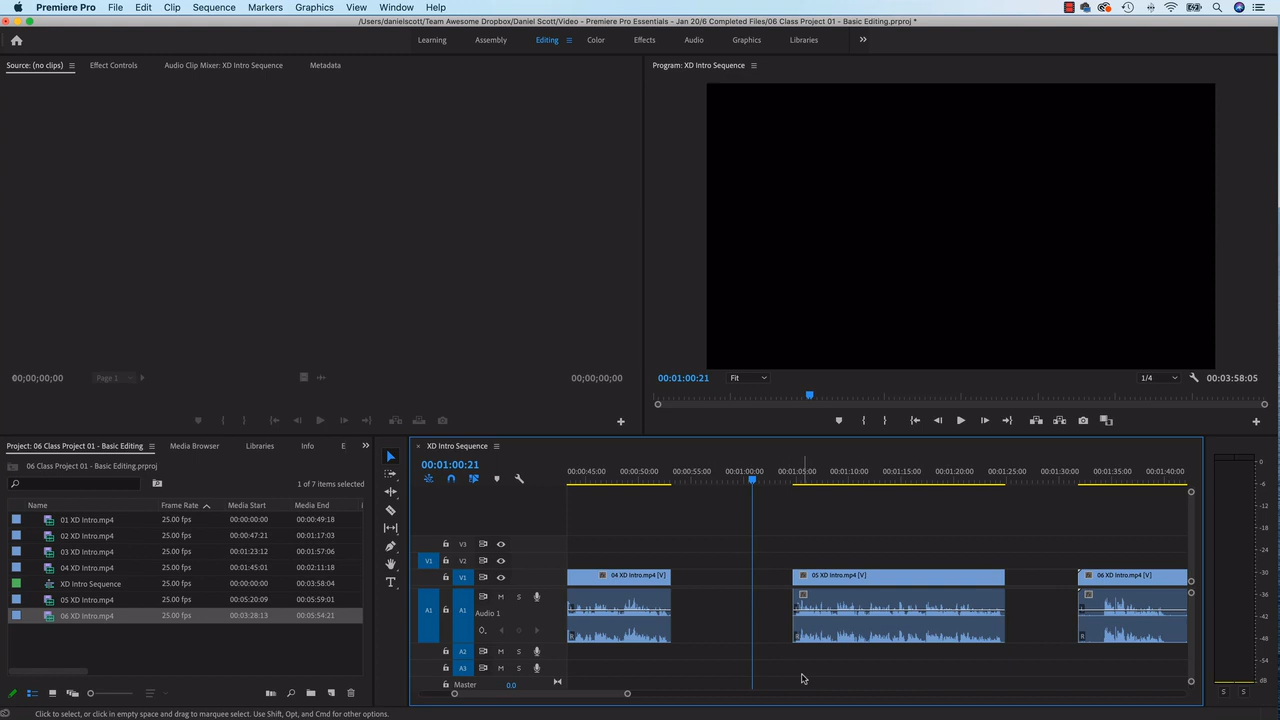 Premiere Pro File Edit Clip Sequence Markers Graphics View Window Help
/Users/danielscott/Team Awesome Dropbox/Daniel Scott/Video - Premiere Pro Essentials - Jan 20/6 Completed Files/06 Class Project 01 - Basic Editing.prproj *
Learning Assembly Editing Color Effects Audio Graphics Libraries
Source: (no clips) Effect Controls Audio Clip Mixer: XD Intro Sequence Metadata
Program: XD Intro Sequence
00;00;00;00 Page 1 00;00;00;00
00:01:00:21 Fit 1/4 00:03:58:05
Project: 06 Class Project 01 - Basic Editing Media Browser Libraries Info E
06 Class Project 01 - Basic Editing.prproj
1 of 7 items selected
Name Frame Rate Media Start Media End
01 XD Intro.mp4 25.00 fps 00:00:00:00 00:00:49:18
02 XD Intro.mp4 25.00 fps 00:00:47:21 00:01:17:03
03 XD Intro.mp4 25.00 fps 00:01:23:12 00:01:57:06
04 XD Intro.mp4 25.00 fps 00:01:45:01 00:02:11:18
XD Intro Sequence 25.00 fps 00:00:00:00 00:03:58:04
05 XD Intro.mp4 25.00 fps 00:05:20:09 00:05:59:01
06 XD Intro.mp4 25.00 fps 00:03:28:13 00:05:54:21
XD Intro Sequence
00:01:00:21
00:00:45:00 00:00:50:00 00:00:55:00 00:01:00:00 00:01:05:00 00:01:10:00 00:01:15:00 00:01:20:00 00:01:25:00 00:01:30:00 00:01:35:00 00:01:40:00
V3
V1 V2
V1 04 XD Intro.mp4 [V] 05 XD Intro.mp4 [V] 06 XD Intro.mp4 [V]
M S
A1 A1 Audio 1
R R R
A2 M S
A3 M S
Master 0.0
0
-6
-12
-18
-24
-30
-36
-42
-48
-54
dB
S S
Click to select, or click in empty space and drag to marquee select. Use Shift, Opt, and Cmd for other options.